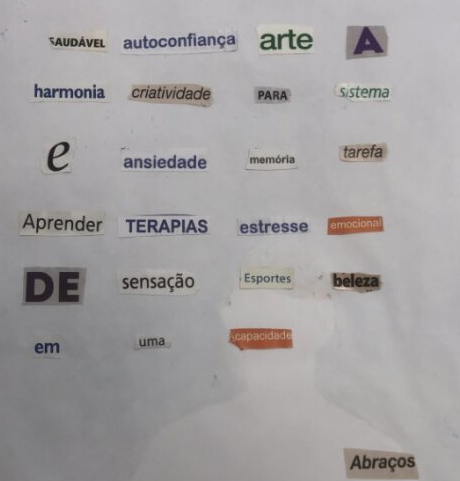 SAUDÁVEL autoconfiança arte A
harmonia criatividade PARA sistema
e ansiedade memória tarefa
Aprender TERAPIAS estresse emocional
DE sensação Esportes beleza
em uma capacidade
Abraços